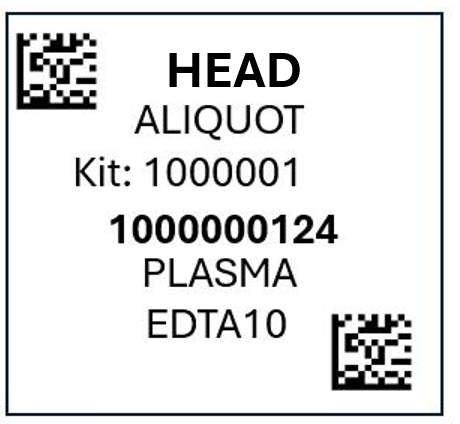 HEAD
ALIQUOT
Kit: 1000001
1000000124
PLASMA
EDTA10